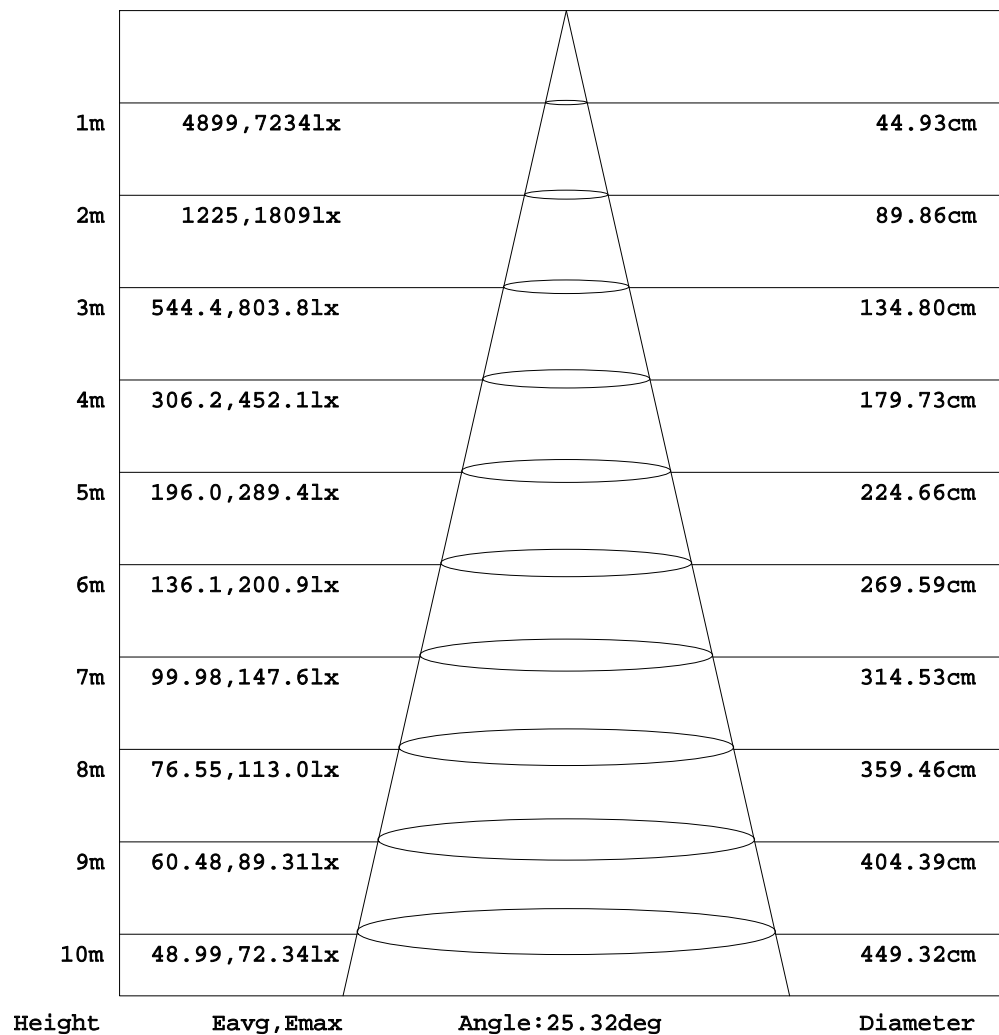 1m 4899,7234lx 44.93cm
2m 1225,1809lx 89.86cm
3m 544.4,803.8lx 134.80cm
4m 306.2,452.1lx 179.73cm
5m 196.0,289.4lx 224.66cm
6m 136.1,200.9lx 269.59cm
7m 99.98,147.6lx 314.53cm
8m 76.55,113.0lx 359.46cm
9m 60.48,89.31lx 404.39cm
10m 48.99,72.34lx 449.32cm
Height Eavg,Emax Angle:25.32deg Diameter